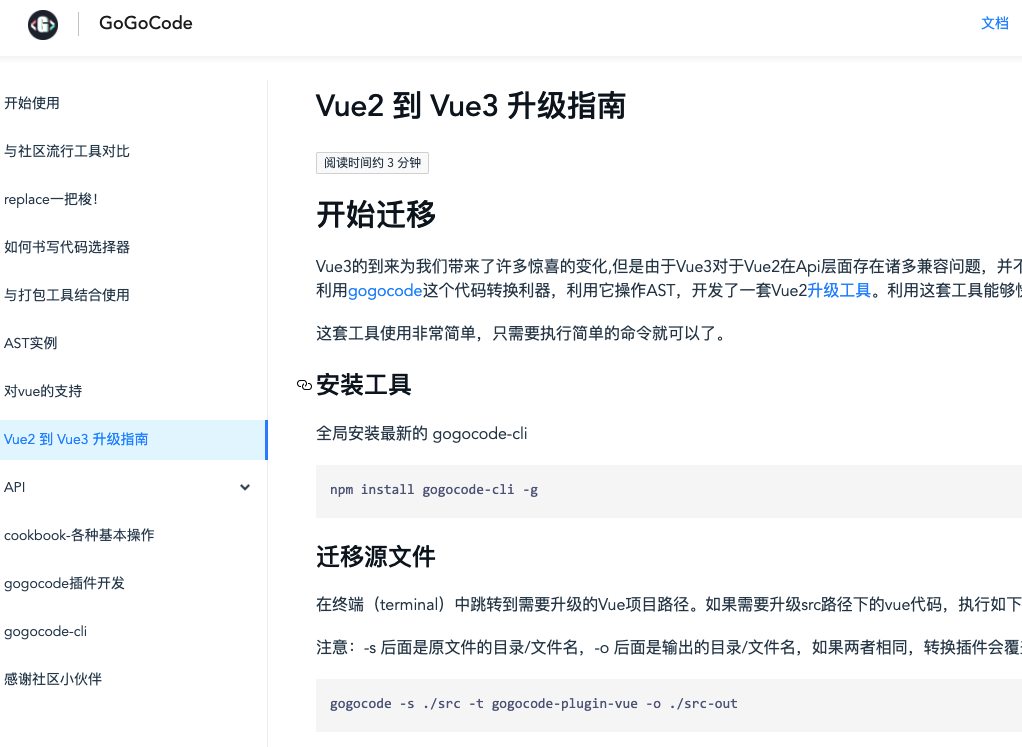 GoGoCode
文档
开始使用
与社区流行工具对比
replace一把梭！
如何书写代码选择器
与打包工具结合使用
AST实例
对vue的支持
Vue2 到 Vue3 升级指南
API
cookbook-各种基本操作
gogocode插件开发
gogocode-cli
感谢社区小伙伴
Vue2 到 Vue3 升级指南
阅读时间约 3 分钟
开始迁移
Vue3的到来为我们带来了许多惊喜的变化,但是由于Vue3对于Vue2在Api层面存在诸多兼容问题，并不
利用gogocode这个代码转换利器，利用它操作AST，开发了一套Vue2升级工具。利用这套工具能够
这套工具使用非常简单，只需要执行简单的命令就可以了。
安装工具
全局安装最新的 gogocode-cli
npm install gogocode-cli -g
迁移源文件
在终端（terminal）中跳转到需要升级的Vue项目路径。如果需要升级src路径下的vue代码，执行如下
注意：-s 后面是原文件的目录/文件名，-o 后面是输出的目录/文件名，如果两者相同，转换插件会覆
gogocode -s ./src -t gogocode-plugin-vue -o ./src-out